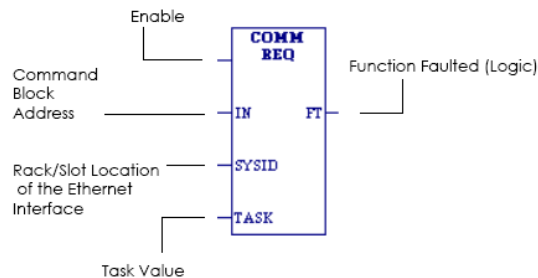 Enable
COMM
REQ
Function Faulted (Logic)
Command
Block
Address
IN
FT
Rack/Slot Location
of the Ethernet
Interface
SYSID
TASK
Task Value